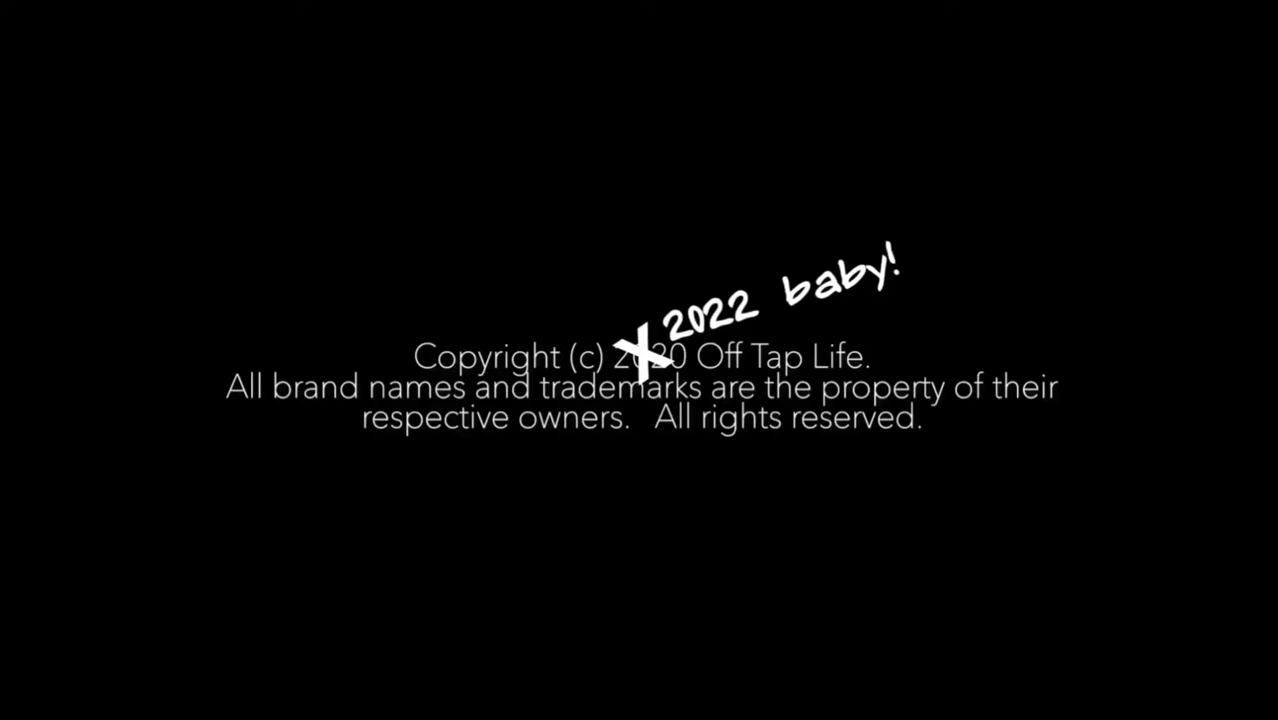 X 2022 baby!
Copyright (c) 2020 Off Tap Life.
All brand names and trademarks are the property of their
respective owners.   All rights reserved.